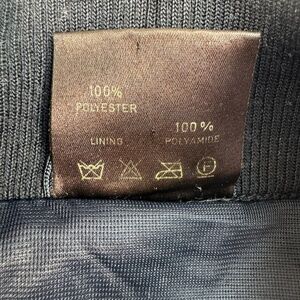 100%
POLYESTER
LINING
100%
POLYAMIDE
P